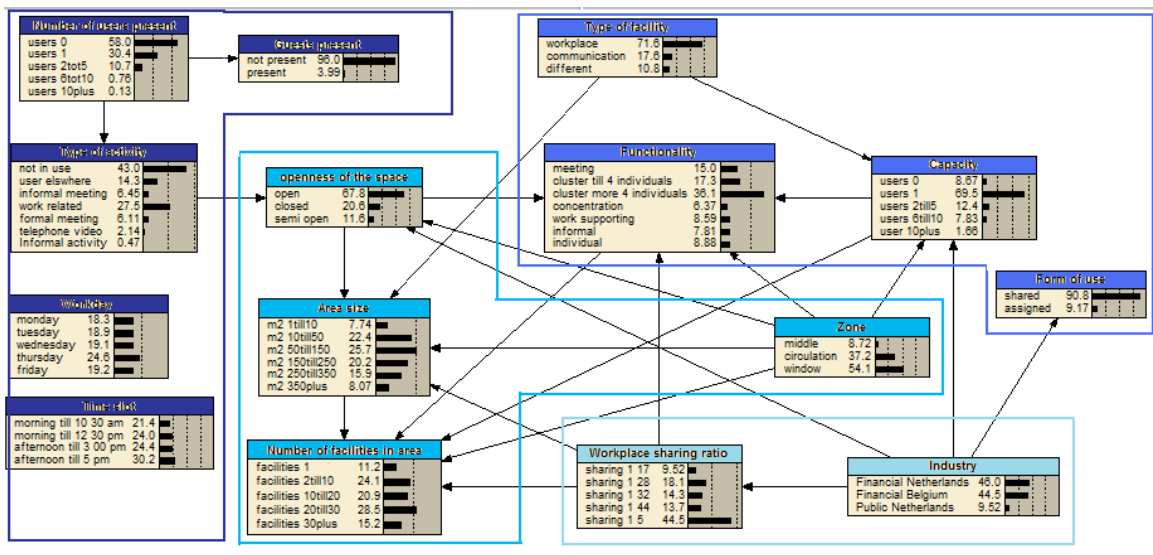 Number of users present
users 0 58.0
users 1 30.4
users 2tot5 10.7
users 6tot10 0.76
users 10plus 0.13
Guests present
not present 96.0
present 3.99
Type of facility
workplace 71.6
communication 17.6
different 10.8
Type of activity
not in use 43.0
user elswhere 14.3
informal meeting 6.45
work related 27.5
formal meeting 6.11
telephone video 2.14
Informal activity 0.47
openness of the space
open 67.8
closed 20.6
semi open 11.6
Functionality
meeting 15.0
cluster till 4 individuals 17.3
cluster more 4 individuals 36.1
concentration 6.37
work supporting 8.59
informal 7.81
individual 8.88
Capacity
users 0 8.67
users 1 69.5
users 2till5 12.4
users 6till10 7.83
user 10plus 1.66
Form of use
shared 90.8
assigned 9.17
Workday
monday 18.3
tuesday 18.9
wednesday 19.1
thursday 24.6
friday 19.2
Area size
m2 1till10 7.74
m2 10till50 22.4
m2 50till150 25.7
m2 150till250 20.2
m2 250till350 15.9
m2 350plus 8.07
Zone
middle 8.72
circulation 37.2
window 54.1
Time slot
morning till 10 30 am 21.4
morning till 12 30 pm 24.0
afternoon till 3 00 pm 24.4
afternoon till 5 pm 30.2
Number of facilities in area
facilities 1 11.2
facilities 2till10 24.1
facilities 10till20 20.9
facilities 20till30 28.5
facilities 30plus 15.2
Workplace sharing ratio
sharing 1 17 9.52
sharing 1 28 18.1
sharing 1 32 14.3
sharing 1 44 13.7
sharing 1 5 44.5
Industry
Financial Netherlands 46.0
Financial Belgium 44.5
Public Netherlands 9.52